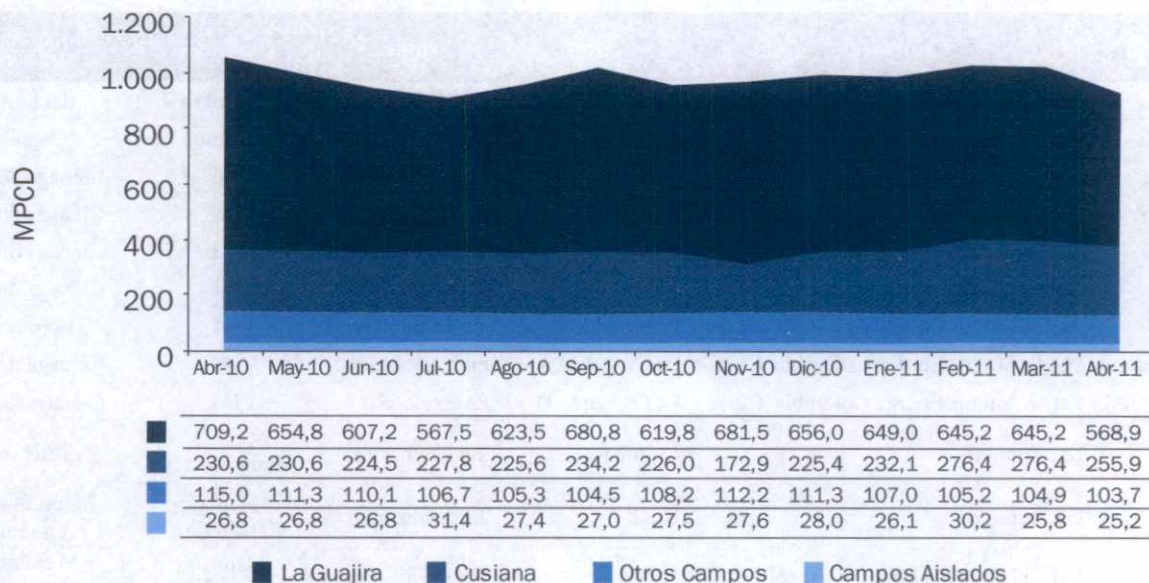 1.200
1.000
800
600
400
200
0
MPCD
Abr-10 May-10 Jun-10 Jul-10 Ago-10 Sep-10 Oct-10 Nov-10 Dic-10 Ene-11 Feb-11 Mar-11 Abr-11
709,2 654,8 607,2 567,5 623,5 680,8 619,8 681,5 656,0 645,2 645,2 568,9
230,6 230,6 224,5 227,8 225,6 234,2 226,0 172,9 225,4 232,1 276,4 276,4 255,9
115,0 111,3 110,1 106,7 105,3 104,5 108,2 112,2 111,3 107,0 105,2 104,9 103,7
26,8 26,8 26,8 31,4 27,4 27,0 27,5 27,6 28,0 26,1 25,8 25,2
La Guajira Cusiana Otros Campos Campos Aislados